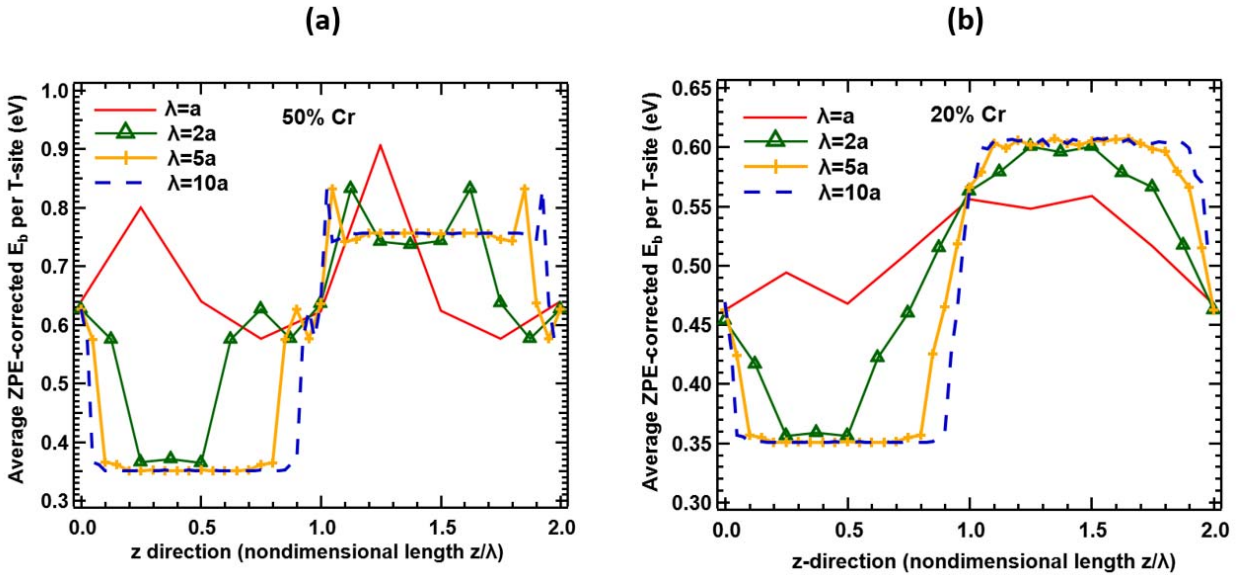 (a)
(b)
Average ZPE-corrected E_b per T-site (eV)
1.0
0.9
0.8
0.7
0.6
0.5
0.4
0.3
λ=a
λ=2a
λ=5a
λ=10a
50% Cr
0.0
0.5
1.0
1.5
2.0
z direction (nondimensional length z/λ)
Average ZPE-corrected E_b per T-site (eV)
0.65
0.60
0.55
0.50
0.45
0.40
0.35
0.30
λ=a
λ=2a
λ=5a
λ=10a
20% Cr
0.0
0.5
1.0
1.5
2.0
z-direction (nondimensional length z/λ)